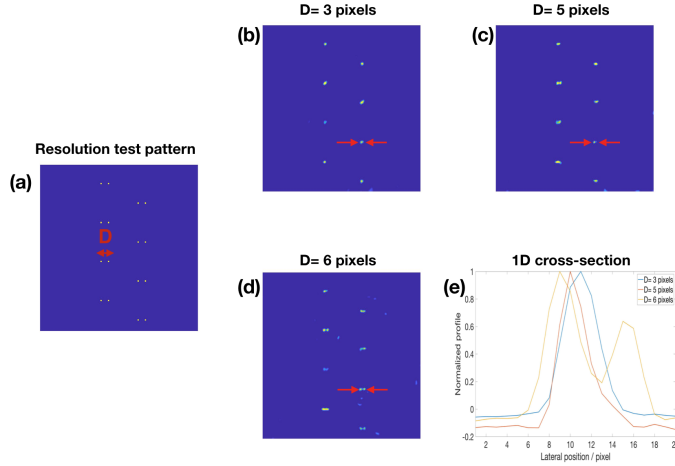 D= 3 pixels
D= 5 pixels
(b)
(c)
Resolution test pattern
(a)
D
D= 6 pixels
1D cross-section
(d)
(e)
D= 3 pixels
D= 5 pixels
D= 6 pixels
Normalized profile
1
0.8
0.6
0.4
0.2
0
-0.2
2 4 6 8 10 12 14 16 18
Lateral position / pixel